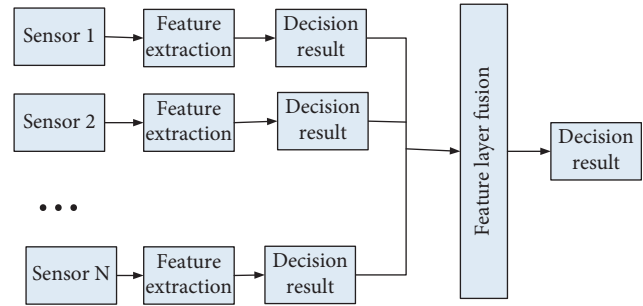 Sensor 1
Feature
extraction
Decision
result
Sensor 2
Feature
extraction
Decision
result
...
Sensor N
Feature
extraction
Decision
result
Feature layer fusion
Decision
result